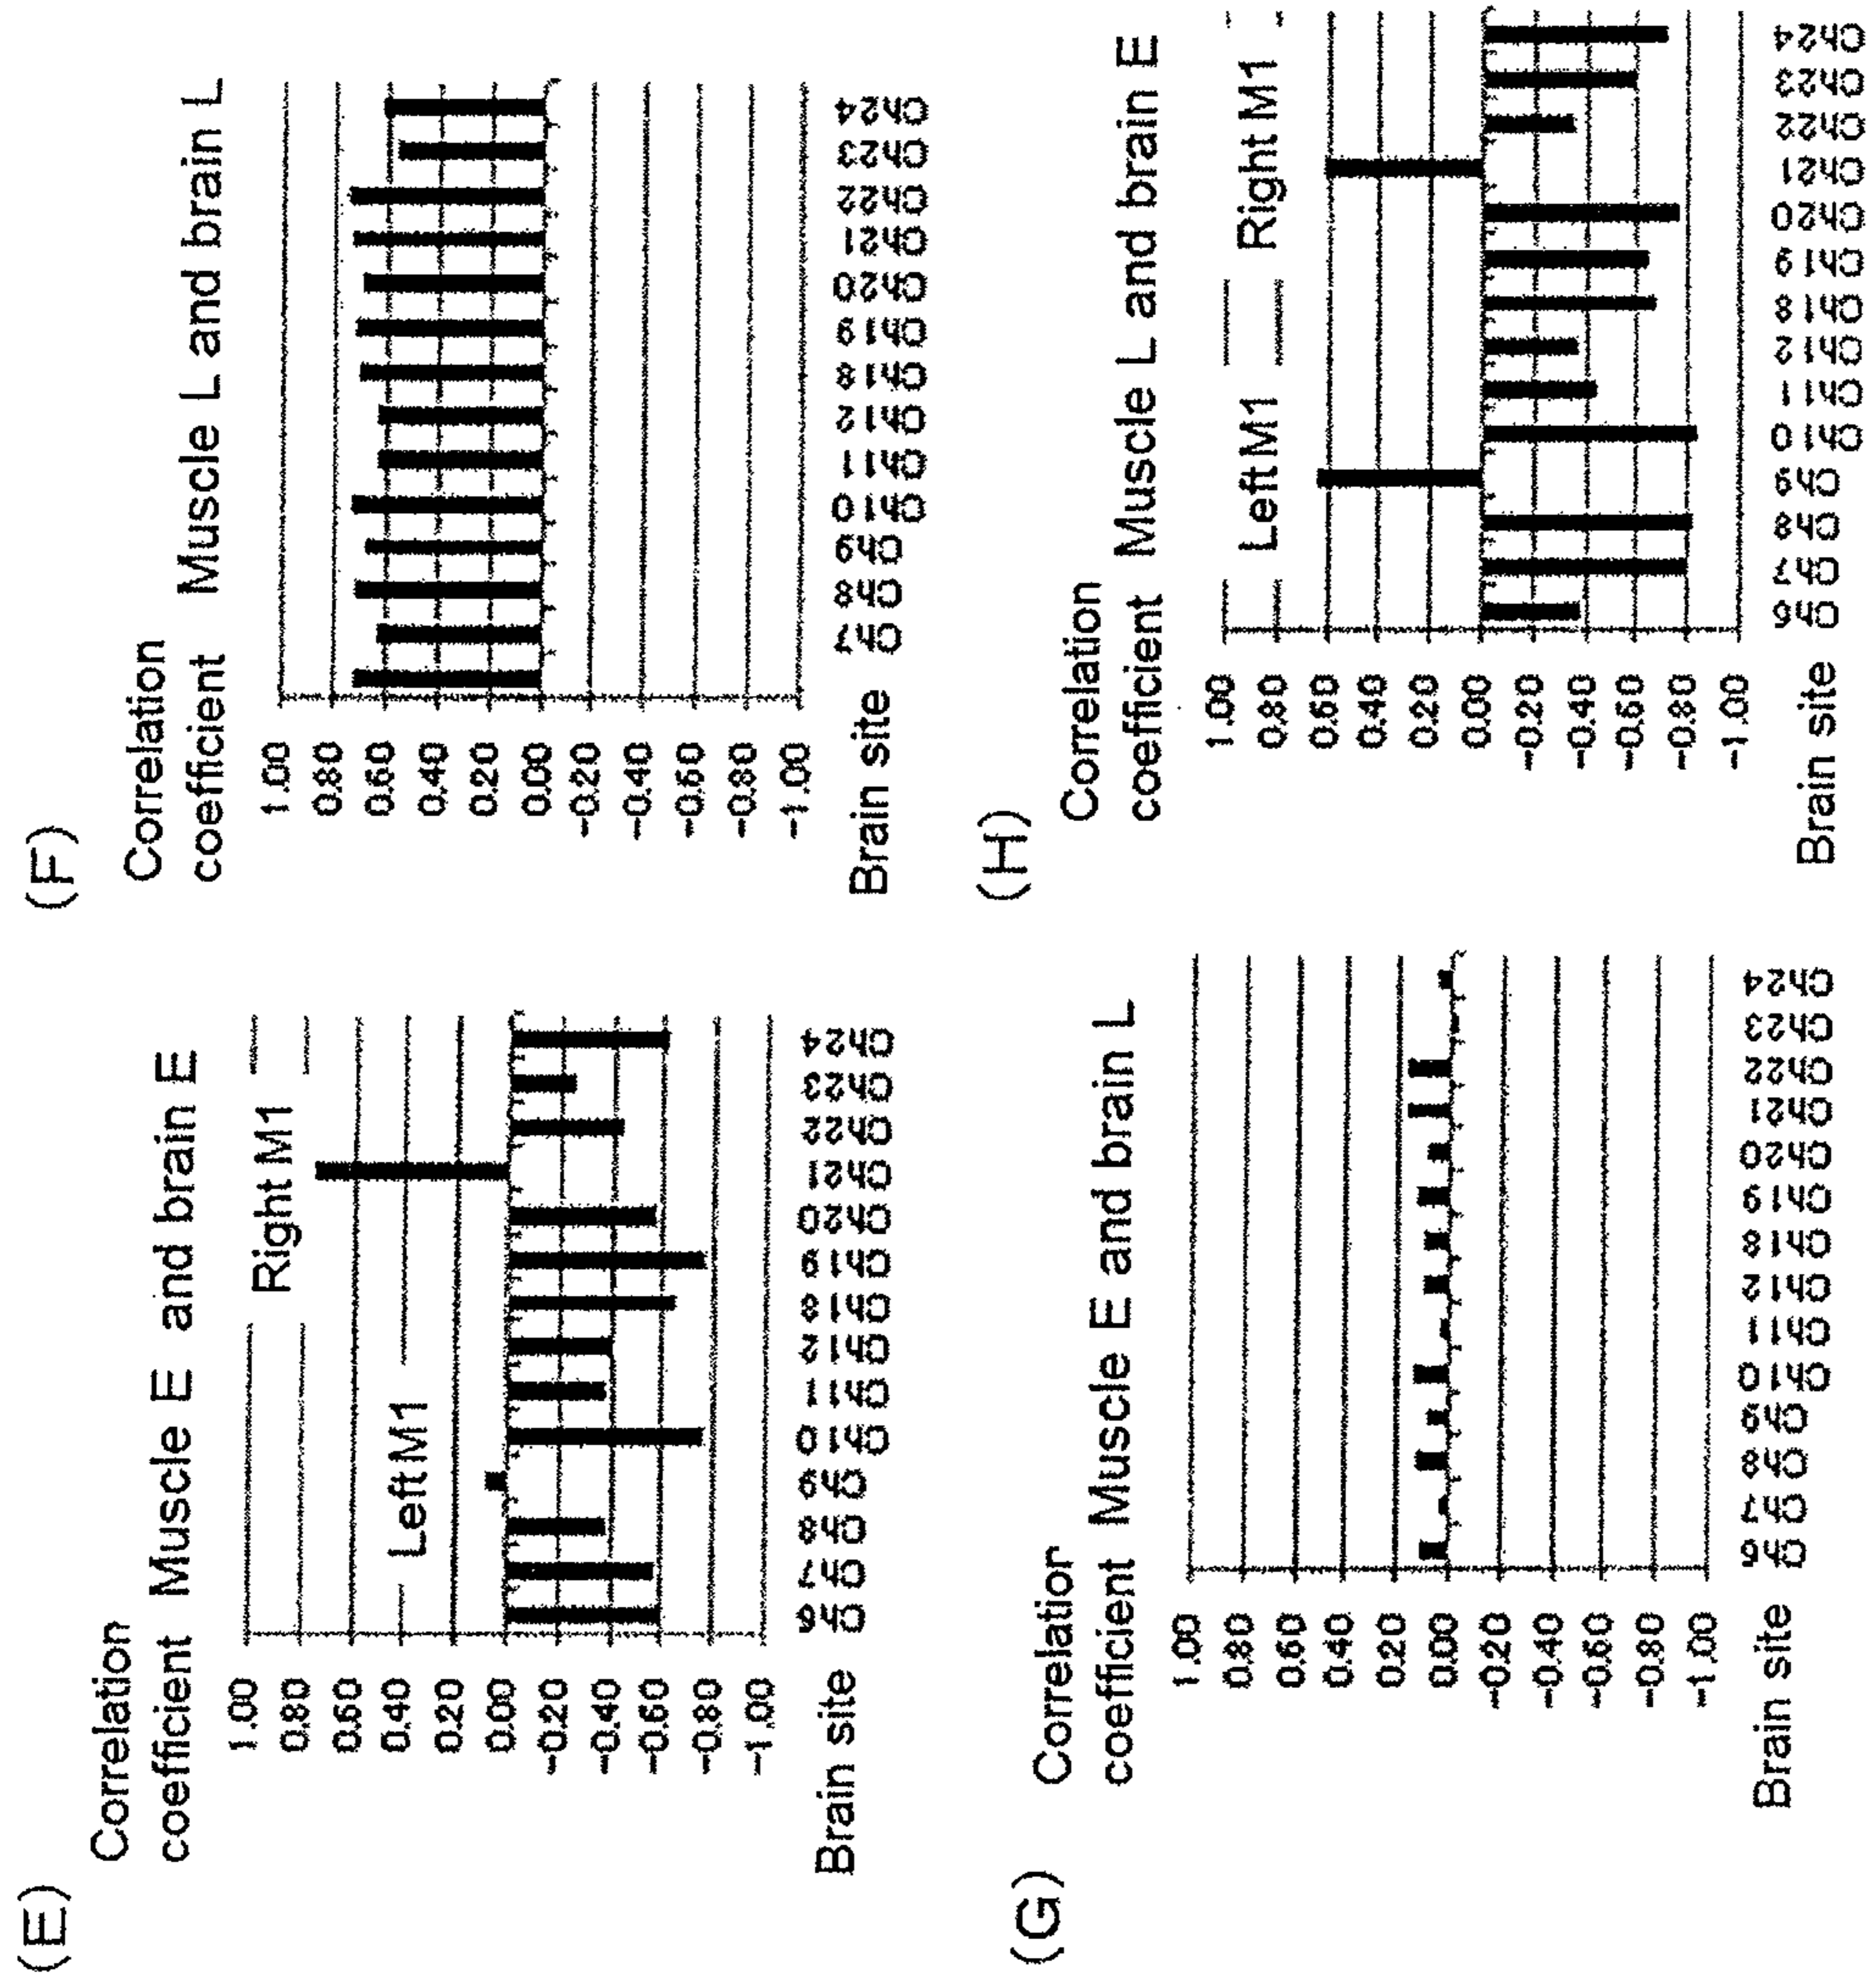 (E)
Correlation
coefficient Muscle E and brain E
1.00
0.80
0.60
0.40
0.20
0.00
-0.20
-0.40
-0.60
-0.80
-1.00
Right M1
Left M1
Brain site
Ch6
Ch7
Ch8
Ch9
Ch10
Ch11
Ch12
Ch18
Ch19
Ch20
Ch21
Ch22
Ch23
Ch24
(F)
Correlation
coefficient Muscle L and brain L
1.00
0.80
0.60
0.40
0.20
0.00
-0.20
-0.40
-0.60
-0.80
-1.00
Brain site
Ch7
Ch8
Ch9
Ch10
Ch11
Ch12
Ch18
Ch19
Ch20
Ch21
Ch22
Ch23
Ch24
(G)
Correlatior
coefficient Muscle E and brain L
1.00
0.80
0.60
0.40
0.20
0.00
-0.20
-0.40
-0.60
-0.80
-1.00
Brain site
Ch6
Ch7
Ch8
Ch9
Ch10
Ch11
Ch12
Ch18
Ch19
Ch20
Ch21
Ch22
Ch23
Ch24
(H)
Correlation
coefficient Muscle L and brain E
1.00
0.80
0.60
0.40
0.20
0.00
-0.20
-0.40
-0.60
-0.80
-1.00
Left M1
Right M1
Brain site
Ch6
Ch7
Ch8
Ch9
Ch10
Ch11
Ch12
Ch18
Ch19
Ch20
Ch21
Ch22
Ch23
Ch24